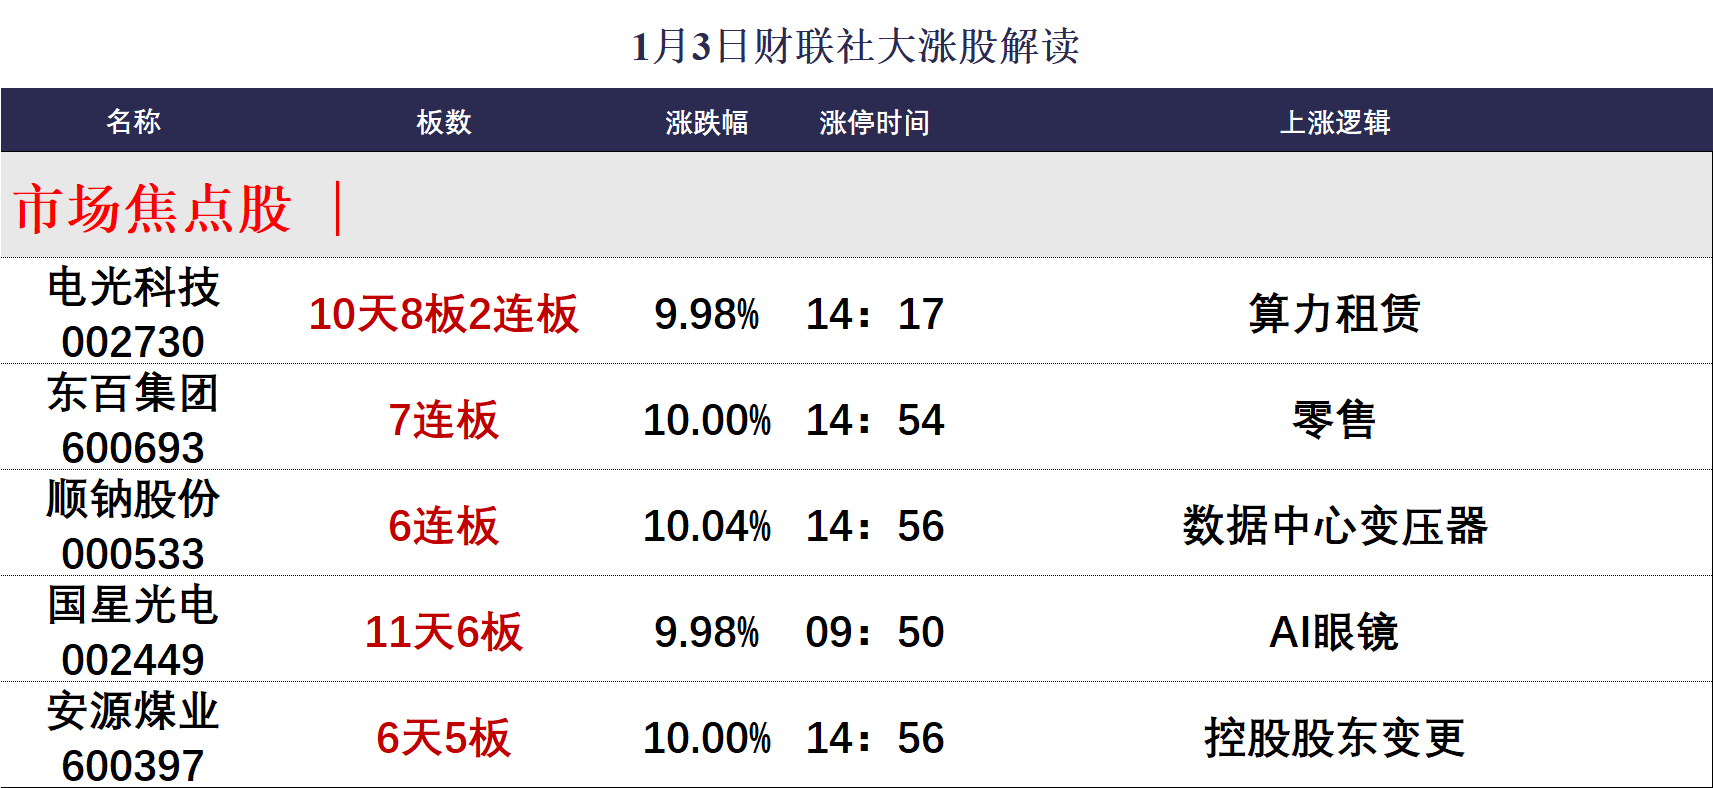 1月3日财联社大涨股解读
名称 板数 涨跌幅 涨停时间 上涨逻辑
市场焦点股 |
电光科技
002730
10天8板2连板 9.98% 14：17 算力租赁
东百集团
600693
7连板 10.00% 14：54 零售
顺钠股份
000533
6连板 10.04% 14：56 数据中心变压器
国星光电
002449
11天6板 9.98% 09：50 AI眼镜
安源煤业
600397
6天5板 10.00% 14：56 控股股东变更